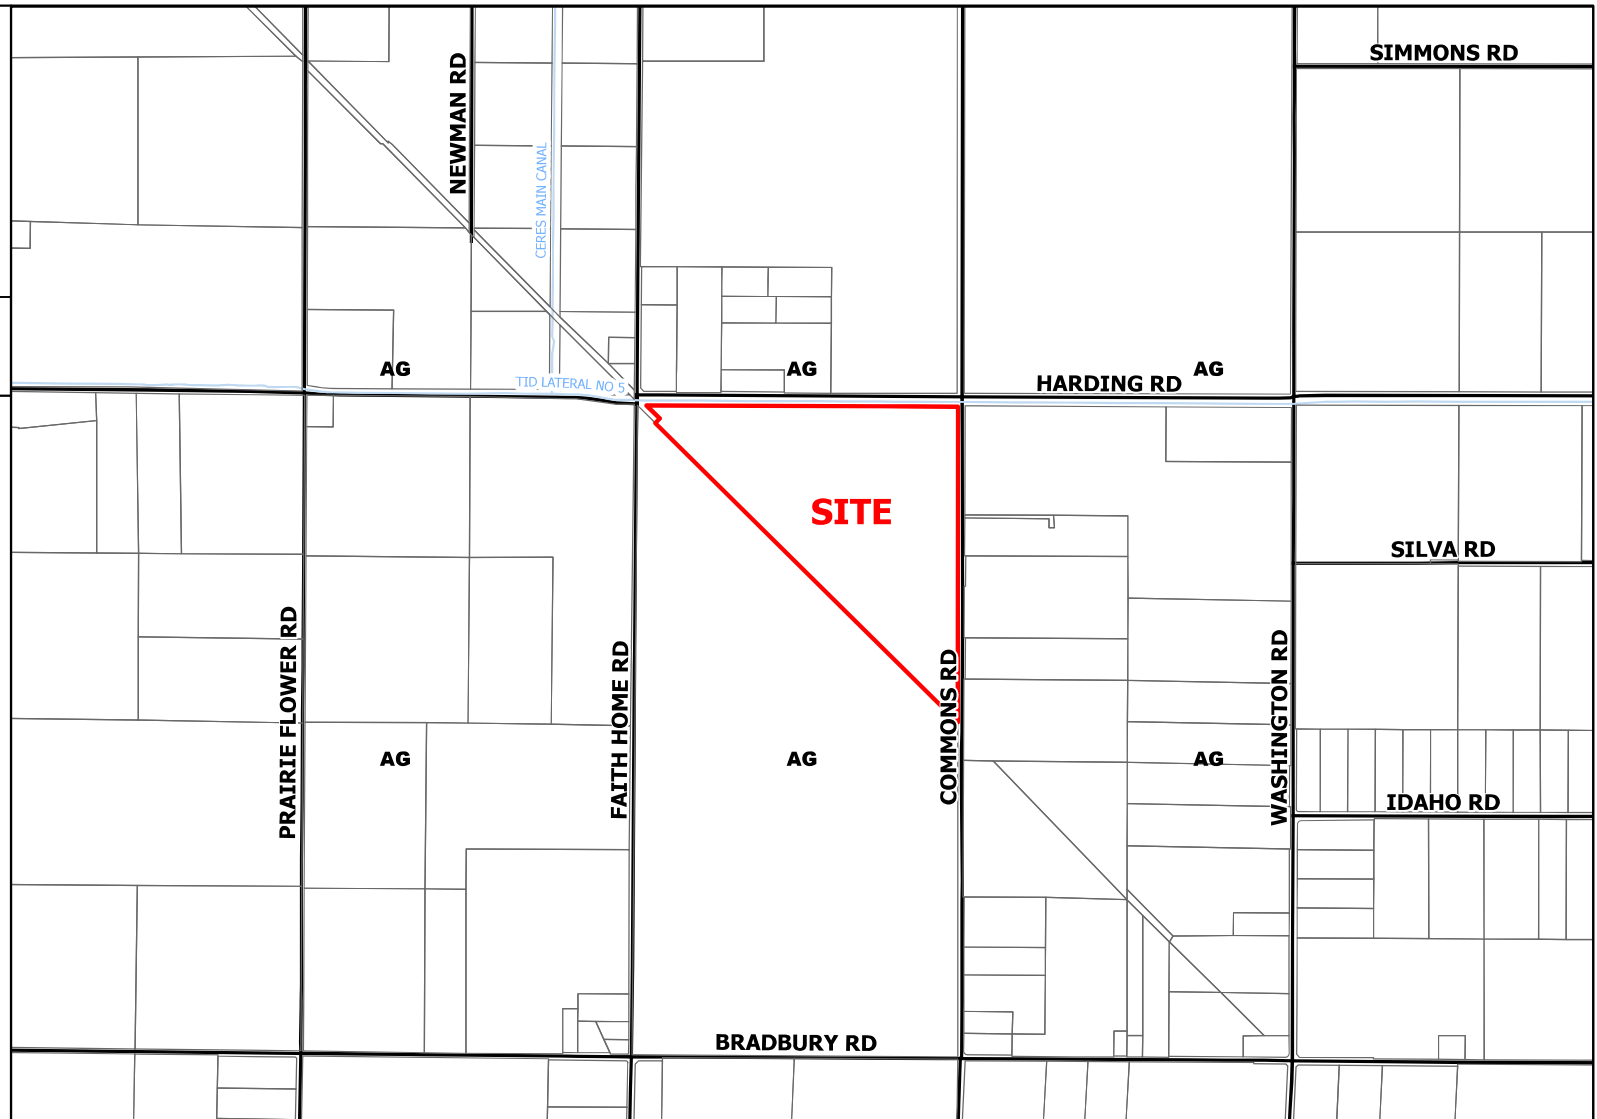 SIMMONS RD
NEWMAN RD
CERES MAIN CANAL
AG
AG
AG
TID LATERAL NO 5
HARDING RD
SITE
SILVA RD
PRAIRIE FLOWER RD
FAITH HOME RD
COMMONS RD
WASHINGTON RD
AG
AG
AG
IDAHO RD
BRADBURY RD